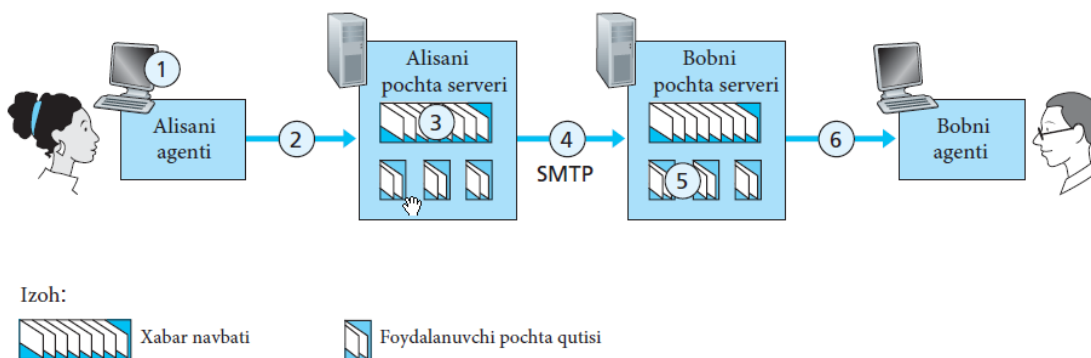 1
Alisani
agenti
2
Alisani
pochta serveri
3
4
SMTP
Bobni
pochta serveri
5
6
Bobni
agenti
Izoh:
Xabar navbati
Foydalanuvchi pochta qutisi